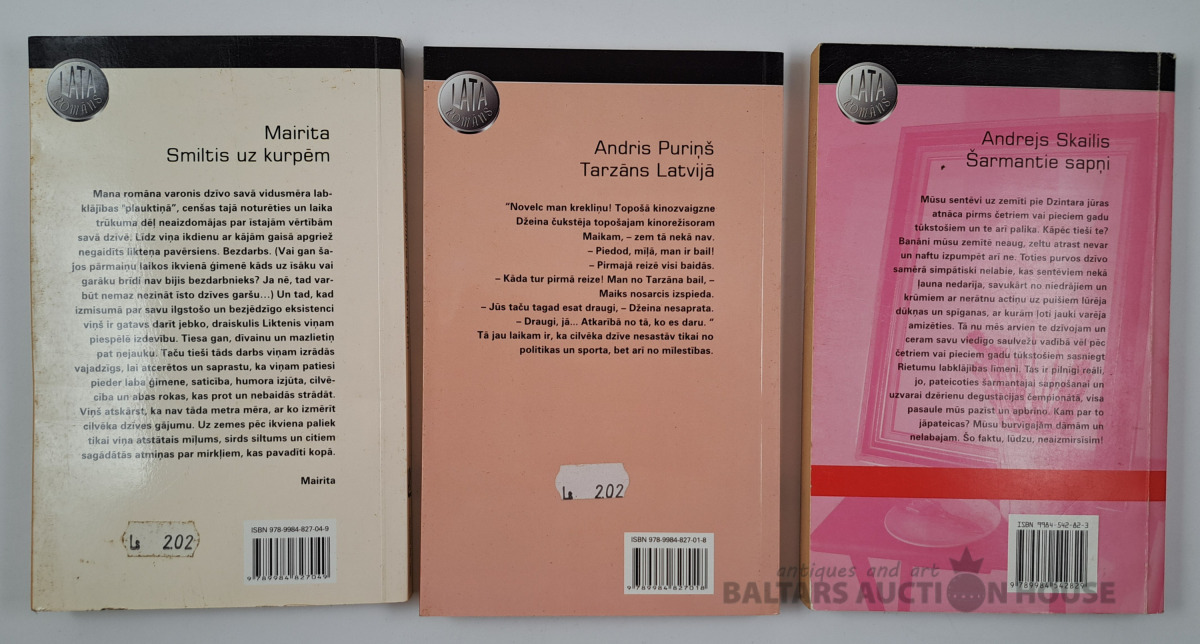 LATA
ROMĀNS
Mairita
Smiltis uz kurpēm
Mana romāna varonis dzīvo savā vidusmēra lab-
klājības "plauktiņā", cenšas tajā noturēties un laika
trūkuma dēļ neaizdomājas par īstajām vērtībām
savā dzīvē. Līdz viņa ikdienu ar kājām gaisā apgriež
negaidīts likteņa pavērsiens. Bezdarbs. (Vai gan ša-
jos pārmaiņu laikos ikvienā ģimenē kāds uz īsāku vai
garāku brīdi nav bijis bezdarbnieks? Ja nē, tad var-
būt nemaz nezināt īsto dzīves garšu...) Un tad, kad
izmisumā par savu ilgstošo un bezjēdzīgo eksistenci
viņš ir gatavs darīt jebko, draiskulis Liktenis viņam
piespēlē izdevību. Tiesa gan, dīvainu un mazlietiņ
pat nejauku. Taču tieši tāds darbs viņam izrādās
vajadzīgs, lai atcerētos un saprastu, ka viņam patiesi
pieder laba ģimene, saticība, humora izjūta, cilvē-
cība un abas rokas, kas prot un nebaidās strādāt.
Viņš atskārst, ka nav tāda metra mēra, ar ko izmērīt
cilvēka dzīves gājumu. Uz zemes pēc ikviena paliek
tikai viņa atstātais mīļums, sirds siltums un citiem
sagādātās atmiņas par mirkļiem, kas pavadīti kopā.
Mairita
Ls 202
ISBN 978-9984-827-04-9
9 789984 827049
LATA
ROMĀNS
Andris Puriņš
Tarzāns Latvijā
"Novelc man krekliņu! Topošā kinozvaigzne
Džeina čukstēja topošajam kinorežisoram
Maikam, – zem tā nekā nav.
– Piedod, mīļā, man ir bail!
– Pirmajā reizē visi baidās.
– Kāda tur pirmā reize! Man no Tarzāna bail, –
Maiks nosarcis izspieda.
– Jūs taču tagad esat draugi, – Džeina nesaprata.
– Draugi, jā... Atkarībā no tā, ko es daru. "
Tā jau laikam ir, ka cilvēka dzīve nesastāv tikai no
politikas un sporta, bet arī no mīlestības.
Ls 202
ISBN 978-9984-827-01-8
9 789984 827018
LATA
ROMĀNS
Andrejs Skailis
Šarmantie sapņi
Mūsu sentēvi uz zemīti pie Dzintara jūras
atnāca pirms četriem vai pieciem gadu
tūkstošiem un te arī palika. Kāpēc tieši te?
Banāni mūsu zemītē neaug, zeltu atrast nevar
un naftu izpumpēt arī ne. Toties purvos dzīvo
samērā simpātiski nelabie, kas sentēviem nekā
ļauna nedarīja, savukārt no niedrājiem un
krūmiem ar nerātnu actiņu uz puišiem lūrēja
dūkņas un spīganas, ar kurām ļoti jauki varēja
amizēties. Tā nu mēs arvien te dzīvojam un
ceram savu viedīgo saulvežu vadībā vēl pēc
četriem vai pieciem gadu tūkstošiem sasniegt
Rietumu labklājības līmeni. Tas ir pilnīgi reāli,
jo, pateicoties šarmantajai sapņošanai un
uzvarai dzērienu degustācijas čempionātā, visa
pasaule mūs pazīst un apbrīno. Kam par to
jāpateicas? Mūsu burvīgajām dāmām un
nelabajam. Šo faktu, lūdzu, neaizmirsīsim!
ISBN 9984-542-82-3
9 789984 542829
antiques and art
BALTARS AUCTION HOUSE